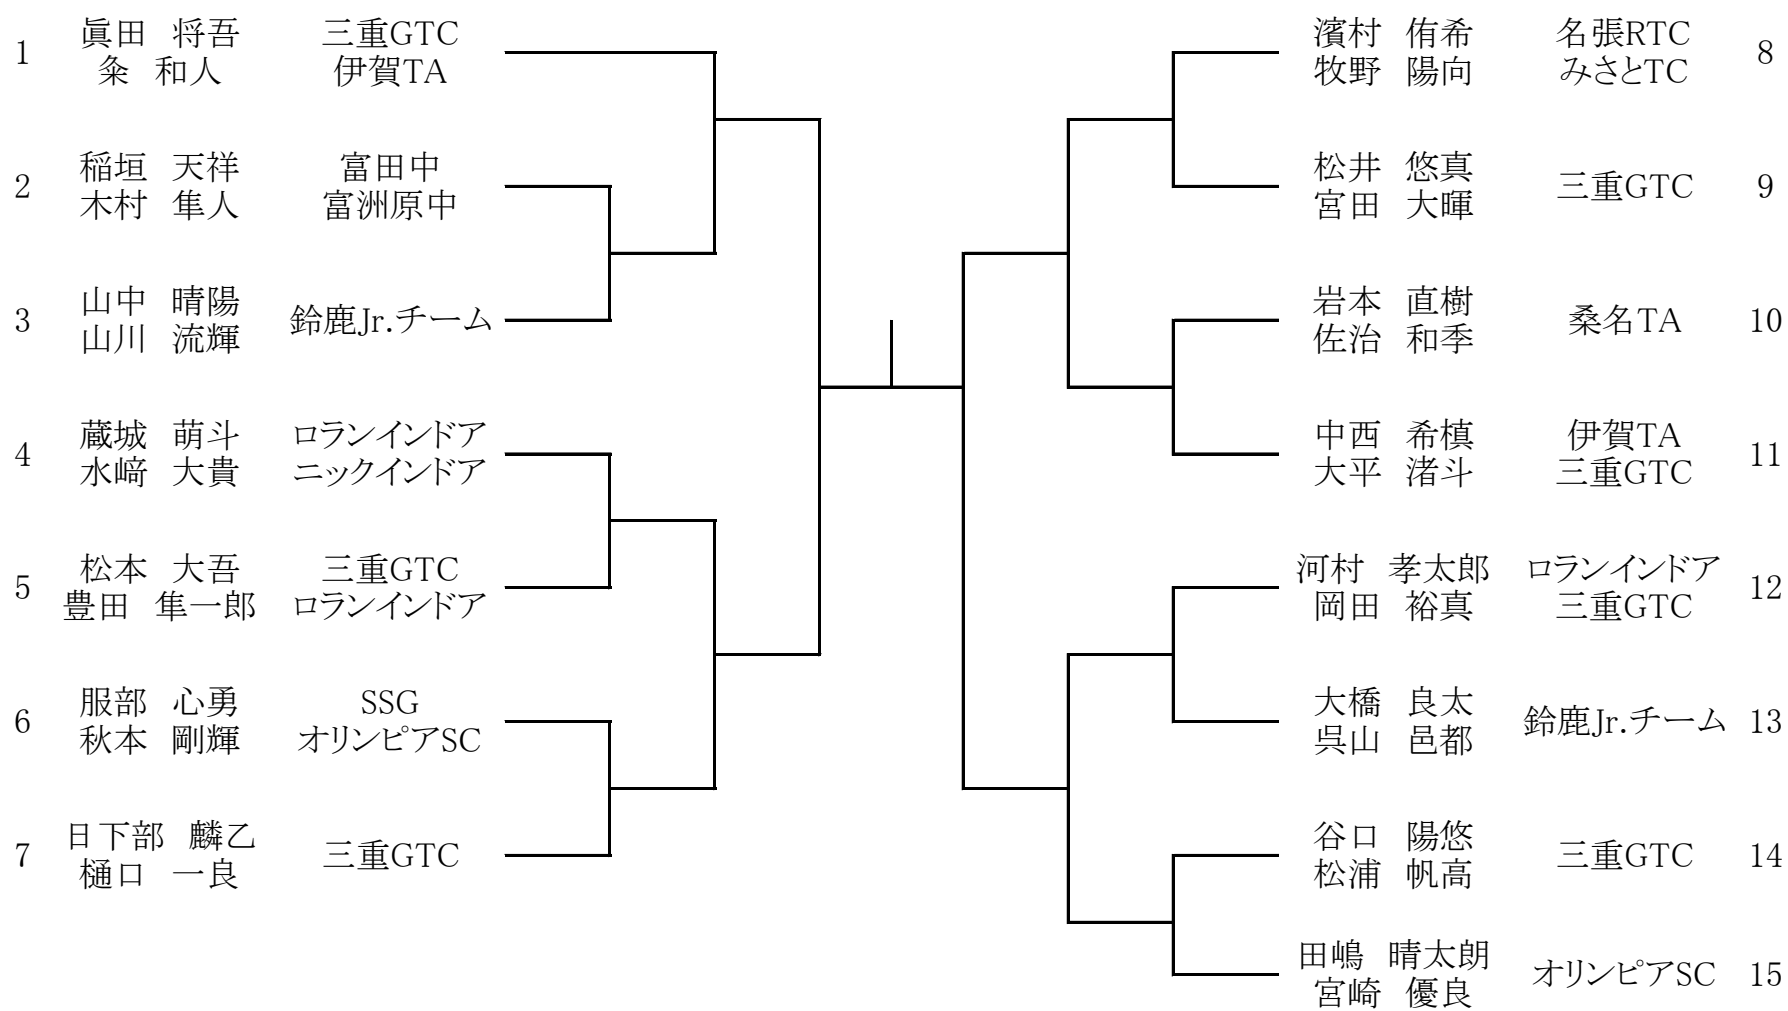 1 眞田 将吾 三重GTC
粂 和人 伊賀TA
2 稲垣 天祥 富田中
木村 隼人 富洲原中
3 山中 晴陽 鈴鹿Jr.チーム
山川 流輝
4 蔵城 萌斗 ロランインドア
水﨑 大貴 ニックインドア
5 松本 大吾 三重GTC
豊田 隼一郎 ロランインドア
6 服部 心勇 SSG
秋本 剛輝 オリンピアSC
7 日下部 麟乙 三重GTC
樋口 一良
濱村 侑希 名張RTC 8
牧野 陽向 みさとTC
松井 悠真 三重GTC 9
宮田 大暉
岩本 直樹 桑名TA 10
佐治 和季
中西 希槙 伊賀TA 11
大平 渚斗 三重GTC
河村 孝太郎 ロランインドア 12
岡田 裕真 三重GTC
大橋 良太 鈴鹿Jr.チーム 13
呉山 邑都
谷口 陽悠 三重GTC 14
松浦 帆高
田嶋 晴太朗 オリンピアSC 15
宮崎 優良